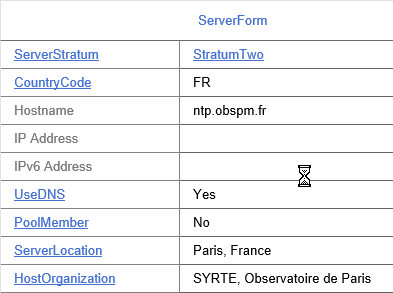 ServerForm
ServerStratum StratumTwo
CountryCode FR
Hostname ntp.obspm.fr
IP Address
IPv6 Address
UseDNS Yes
PoolMember No
ServerLocation Paris, France
HostOrganization SYRTE, Observatoire de Paris